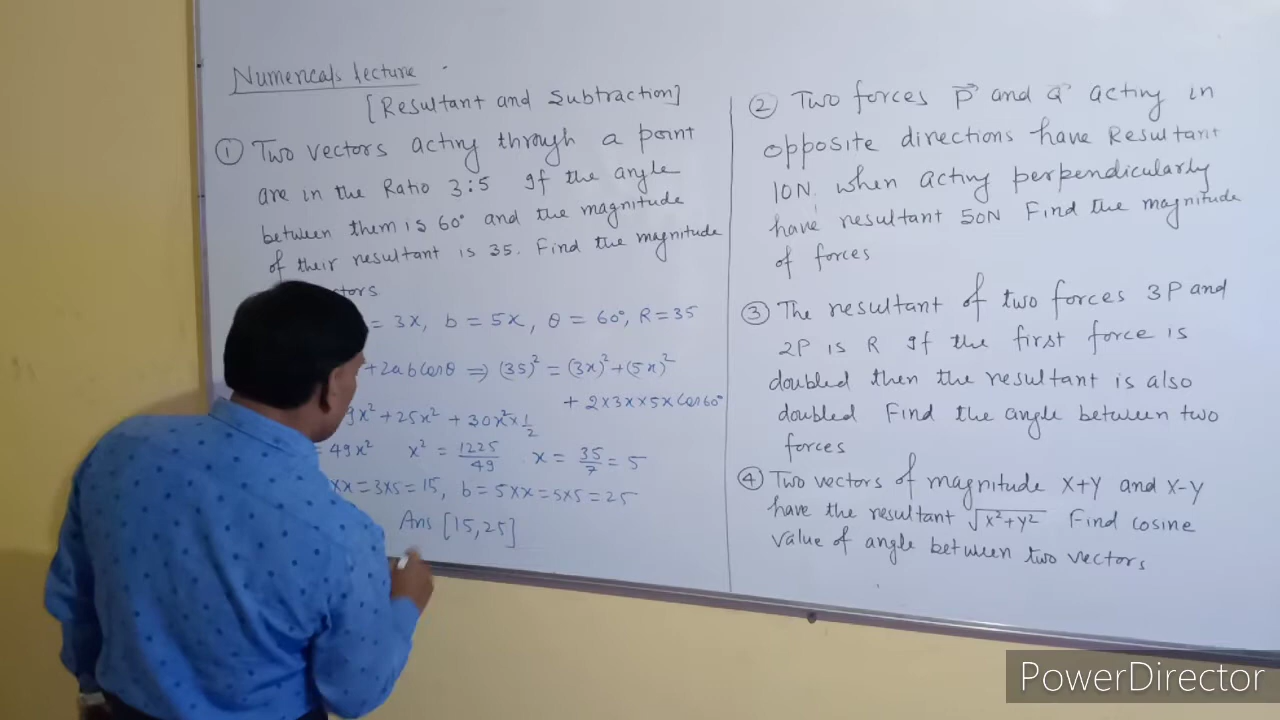 Numericals lecture
[Resultant and Subtraction]
① Two vectors acting through a point
are in the Ratio 3:5 If the angle
between them is 60° and the magnitude
of their resultant is 35. Find the magnitude
= 3x, b = 5x, θ = 60°, R = 35
+2ab cosθ ⇒ (35)² = (3x)² + (5x)²
+ 2×3x×5x×cos60°
9x² + 25x² + 30x² × 1/2
= 49x² x² = 1225/49 x = 35/7 = 5
×x = 3×5 = 15, b = 5×x = 5×5 = 25
Ans [15, 25]
② Two forces P⃗ and Q⃗ acting in
opposite directions have Resultant
10N. when acting perpendicularly
have resultant 50N Find the magnitude
of forces
③ The resultant of two forces 3P and
2P is R If the first force is
doubled then the resultant is also
doubled Find the angle between two
forces
④ Two vectors of magnitude x+y and x-y
have the resultant √x²+y² Find cosine
value of angle between two vectors
PowerDirector